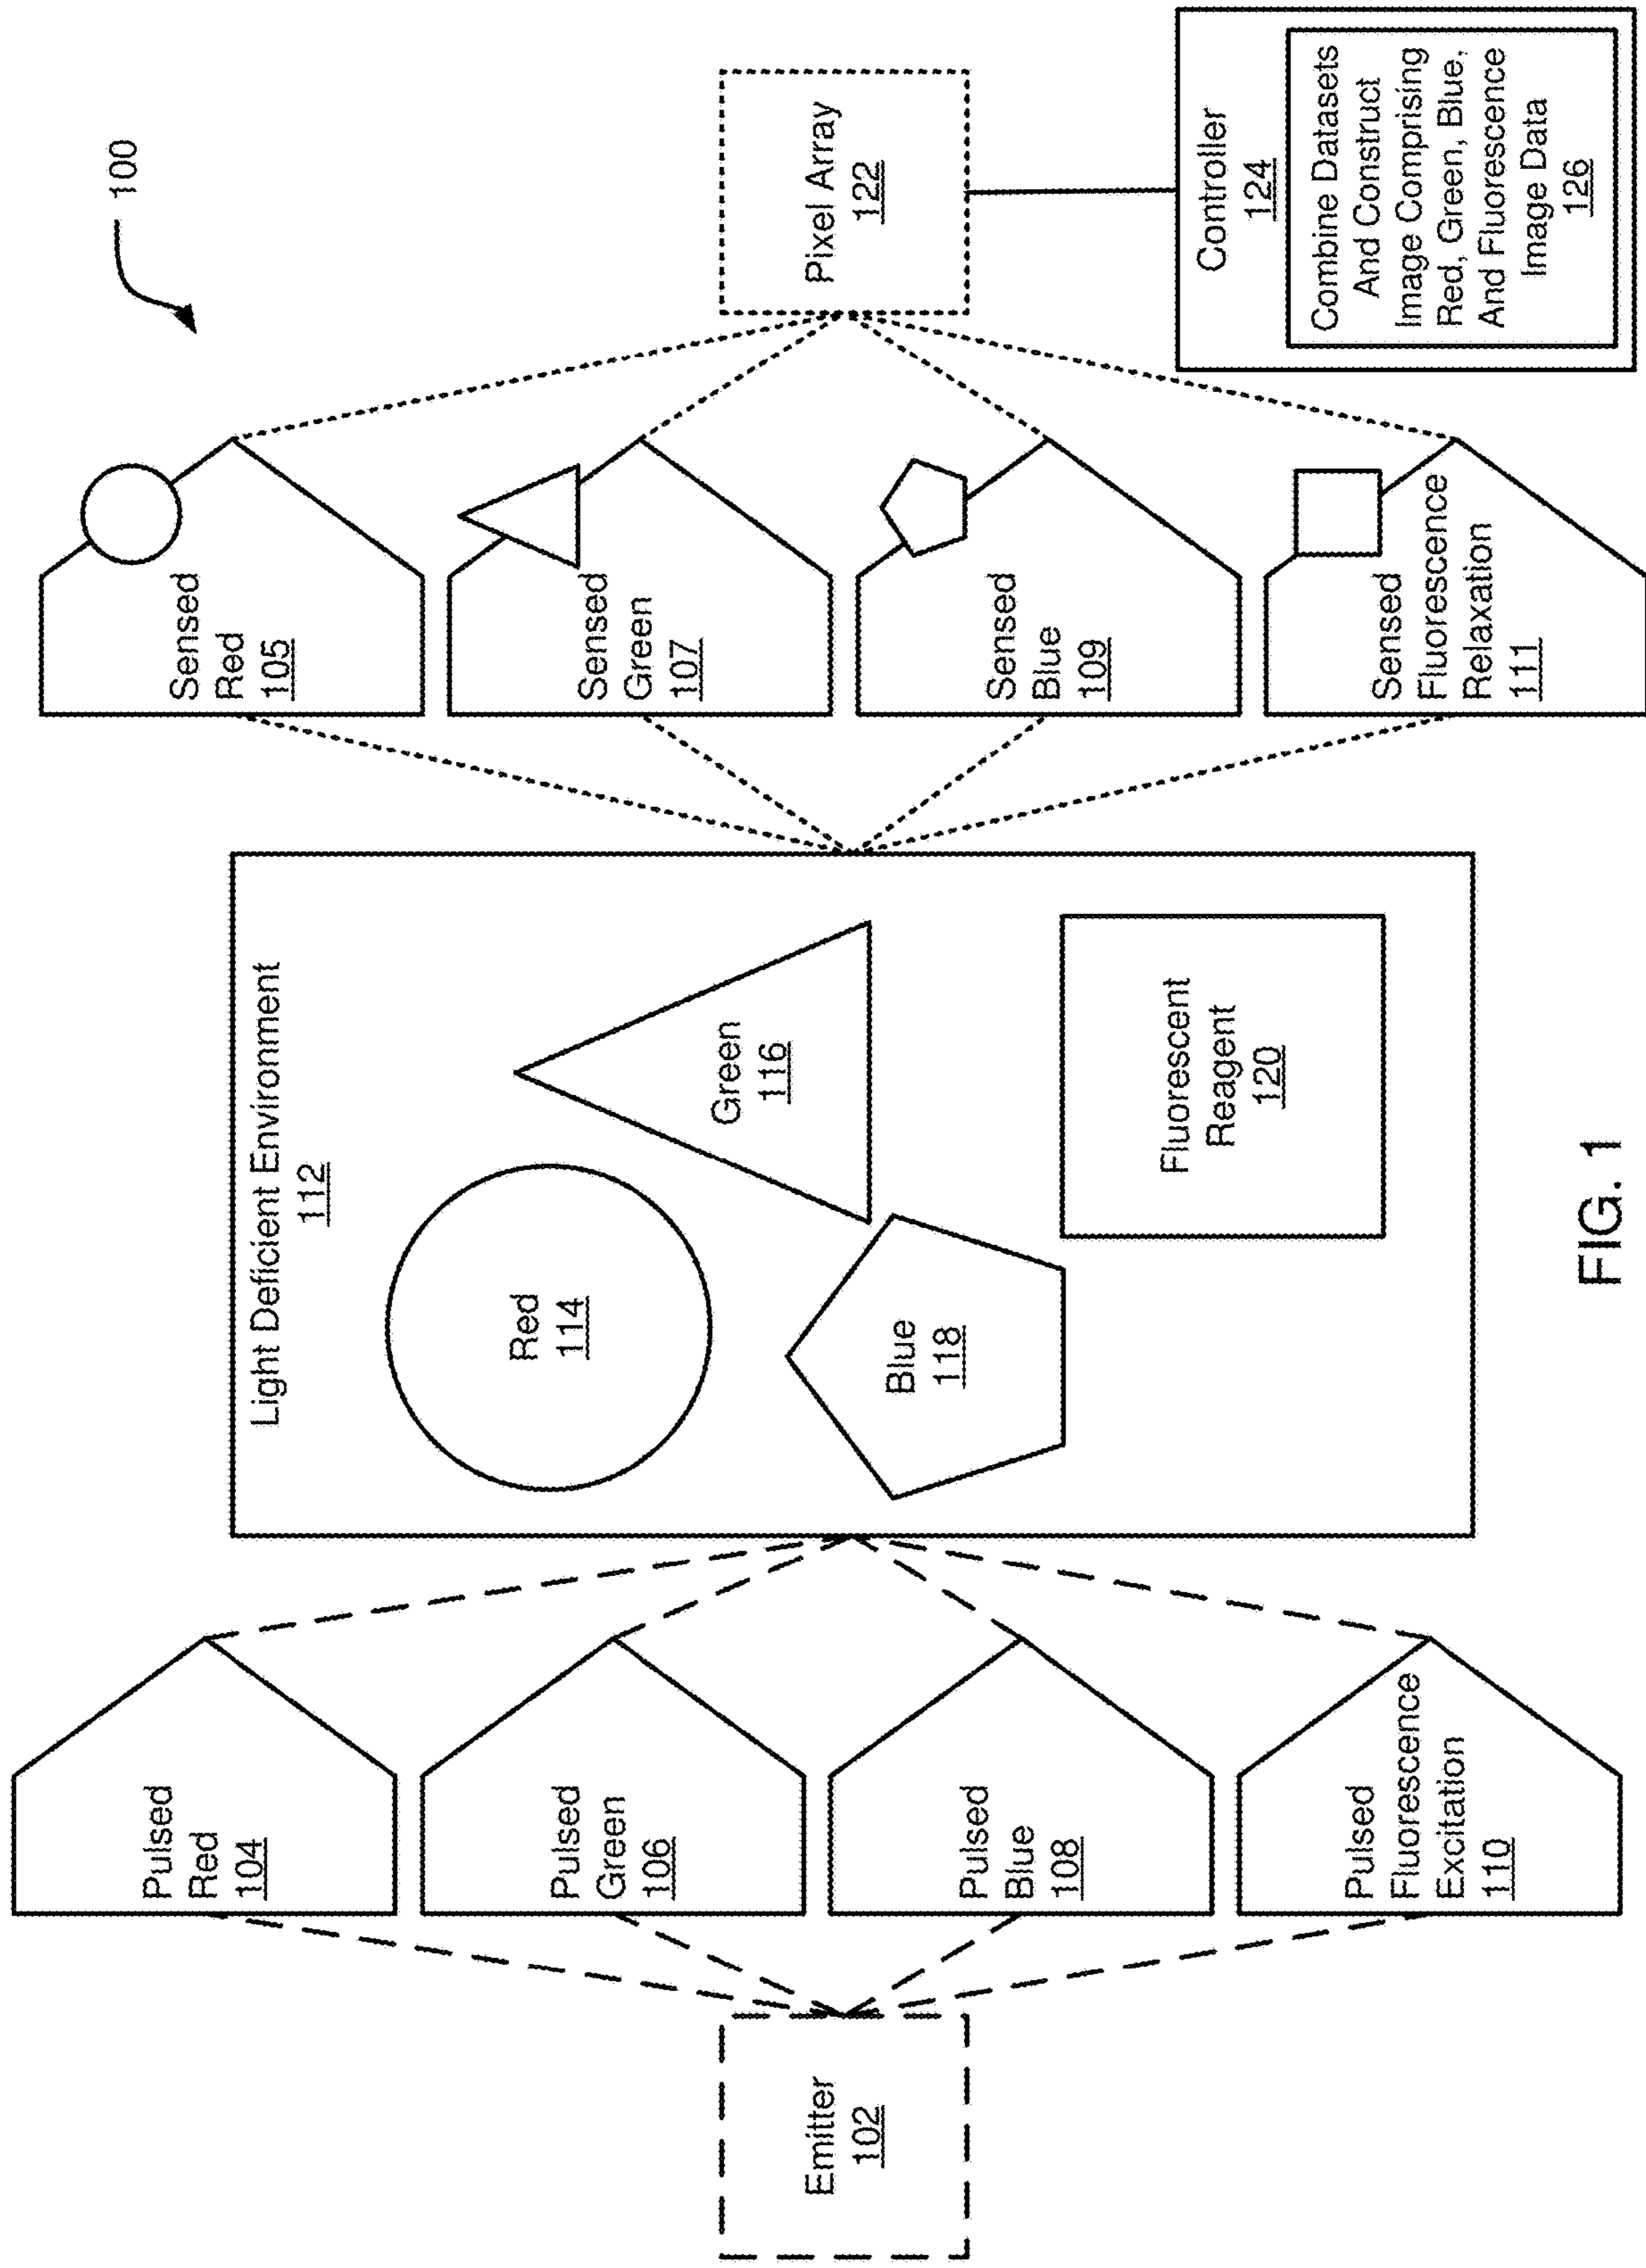 100
Emitter
102
Pulsed
Red
104
Pulsed
Green
106
Pulsed
Blue
108
Pulsed
Fluorescence
Excitation
110
Light Deficient Environment
112
Red
114
Green
116
Blue
118
Fluorescent
Reagent
120
Sensed
Red
105
Sensed
Green
107
Sensed
Blue
109
Sensed
Fluorescence
Relaxation
111
Pixel Array
122
Controller
124
Combine Datasets
And Construct
Image Comprising
Red, Green, Blue,
And Fluorescence
Image Data
126
FIG. 1